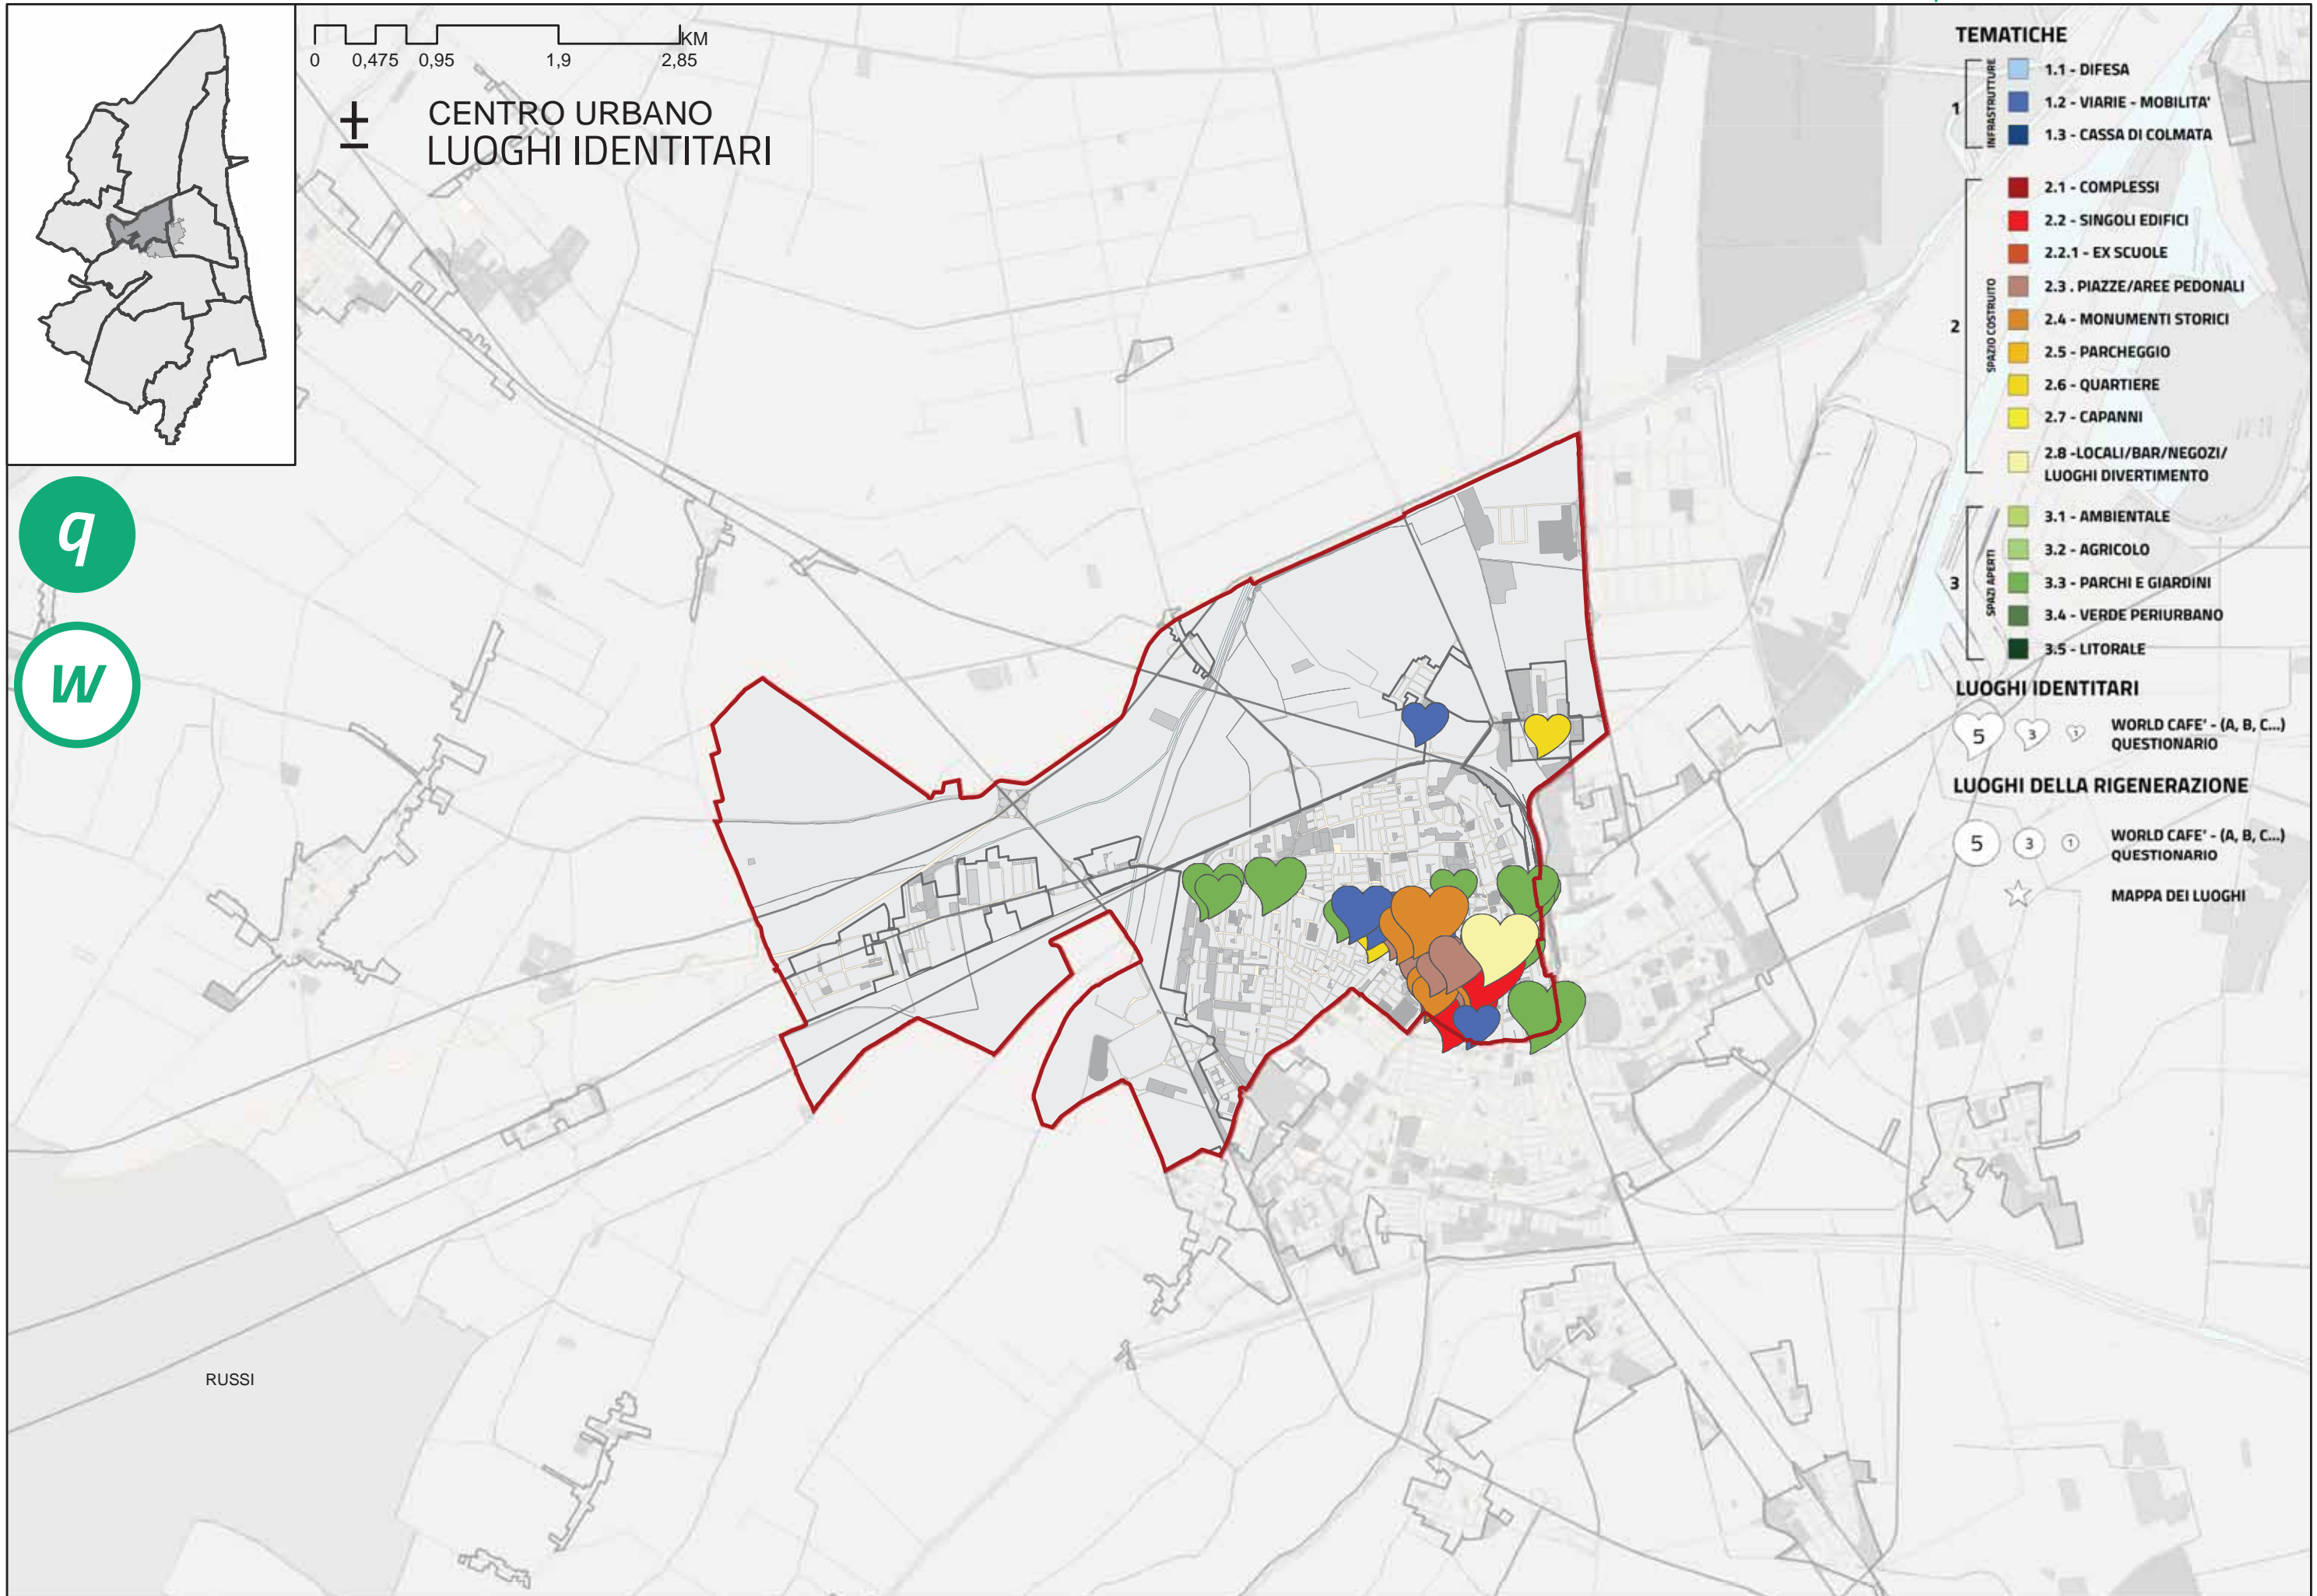 0 0,475 0,95 1,9 2,85
KM
±
CENTRO URBANO
LUOGHI IDENTITARI
q
w
RUSSI
TEMATICHE
1
INFRASTRUTTURE
1.1 - DIFESA
1.2 - VIARIE - MOBILITA'
1.3 - CASSA DI COLMATA
2
SPAZIO COSTRUITO
2.1 - COMPLESSI
2.2 - SINGOLI EDIFICI
2.2.1 - EX SCUOLE
2.3 . PIAZZE/AREE PEDONALI
2.4 - MONUMENTI STORICI
2.5 - PARCHEGGIO
2.6 - QUARTIERE
2.7 - CAPANNI
2.8 -LOCALI/BAR/NEGOZI/
LUOGHI DIVERTIMENTO
3
SPAZI APERTI
3.1 - AMBIENTALE
3.2 - AGRICOLO
3.3 - PARCHI E GIARDINI
3.4 - VERDE PERIURBANO
3.5 - LITORALE
LUOGHI IDENTITARI
5 3 1
WORLD CAFE' - (A, B, C...)
QUESTIONARIO
LUOGHI DELLA RIGENERAZIONE
5 3 1
WORLD CAFE' - (A, B, C...)
QUESTIONARIO
MAPPA DEI LUOGHI